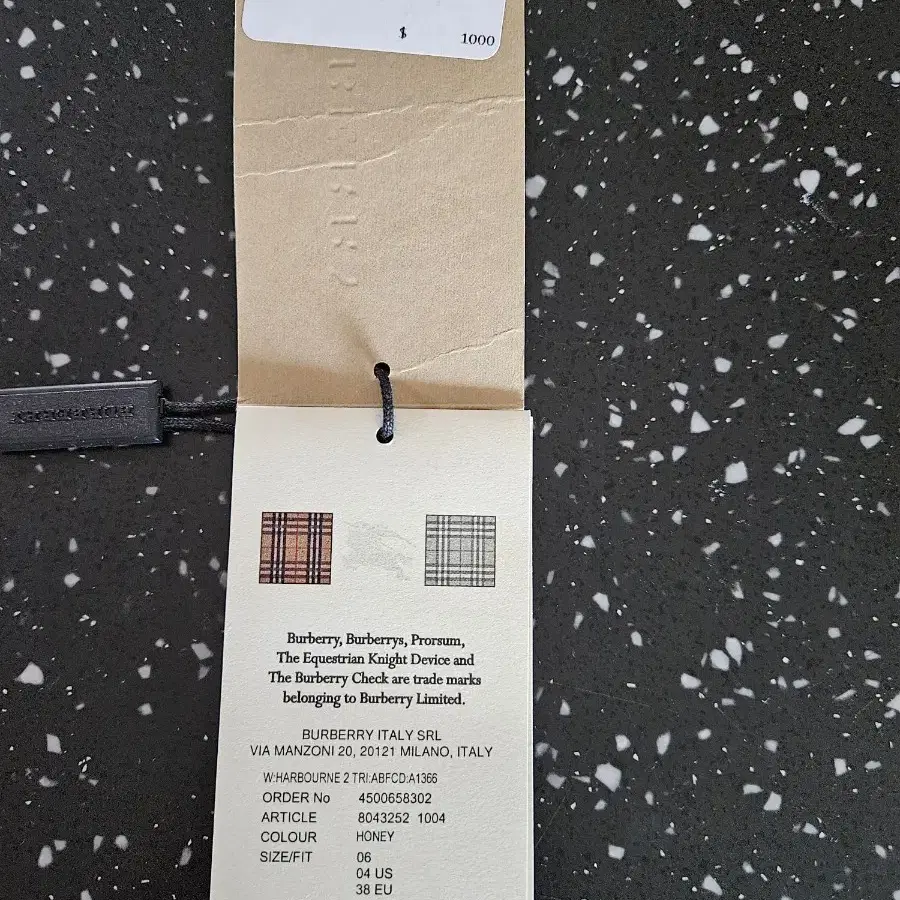 $ 1000
Burberry, Burberrys, Prorsum,
The Equestrian Knight Device and
The Burberry Check are trade marks
belonging to Burberry Limited.
BURBERRY ITALY SRL
VIA MANZONI 20, 20121 MILANO, ITALY
W:HARBOURNE 2 TRI:ABFCD:A1366
ORDER No 4500658302
ARTICLE 8043252 1004
COLOUR HONEY
SIZE/FIT 06
04 US
38 EU